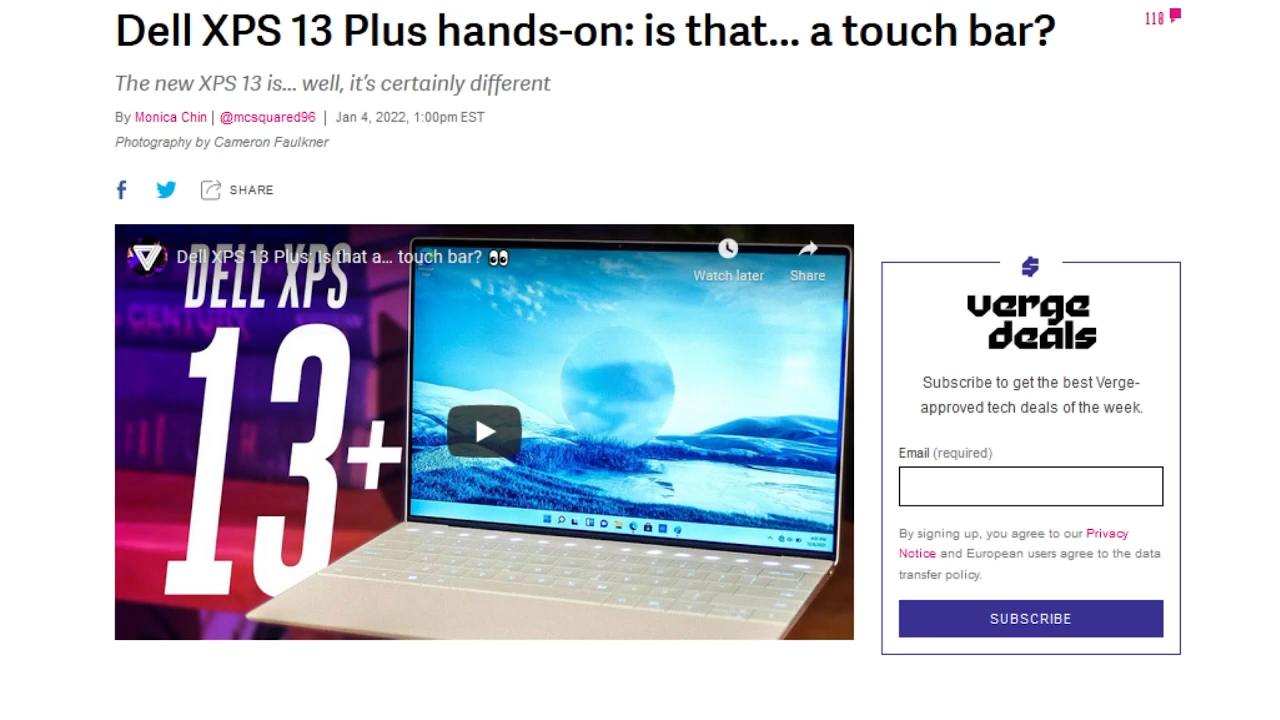 Dell XPS 13 Plus hands-on: is that... a touch bar?
118
The new XPS 13 is... well, it's certainly different
By Monica Chin | @mcsquared96 | Jan 4, 2022, 1:00pm EST
Photography by Cameron Faulkner
SHARE
Dell XPS 13 Plus: Is that a... touch bar? 👀
Watch later
Share
DELL XPS
13+
CENTURY
verge
deals
Subscribe to get the best Verge-
approved tech deals of the week.
Email (required)
By signing up, you agree to our Privacy
Notice and European users agree to the data
transfer policy.
SUBSCRIBE